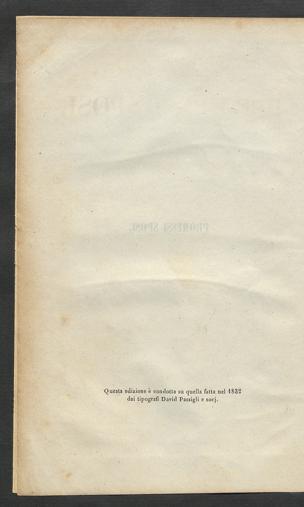 Questa edizione è condotta su quella fatta nel 1832
dai tipografi David Passigli e socj.